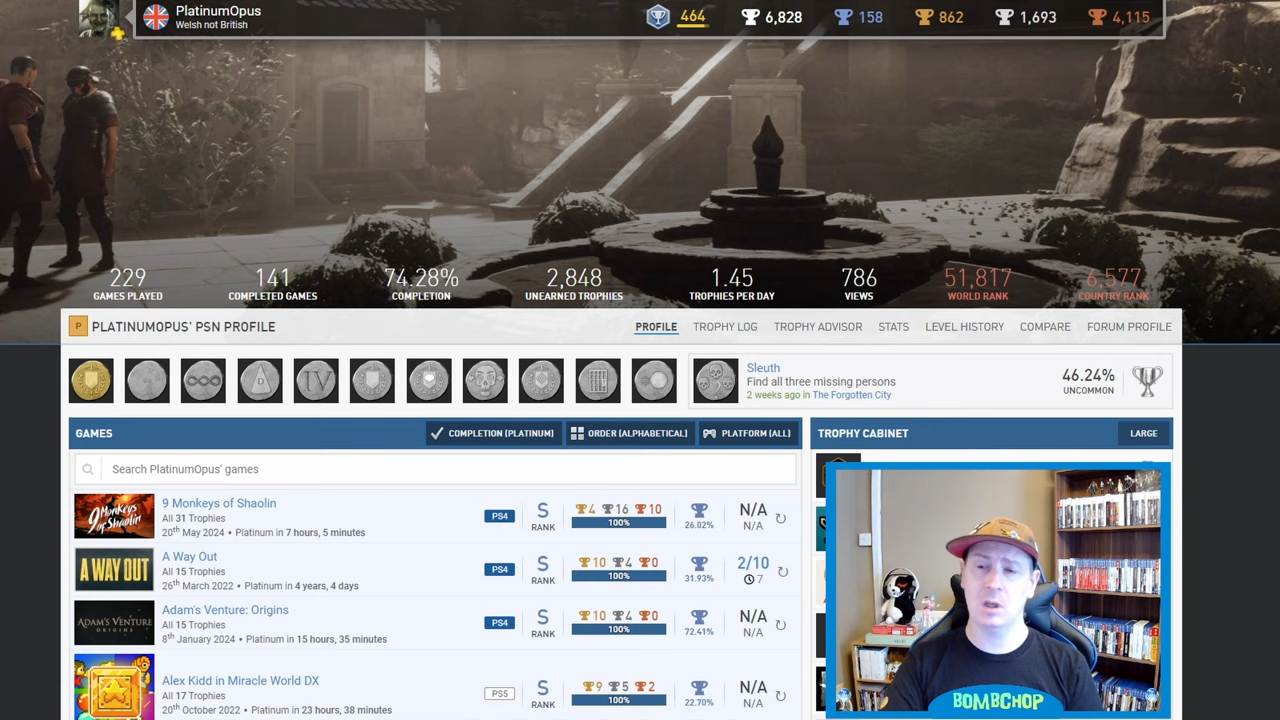 PlatinumOpus
Welsh not British
464
6,828
158
862
1,693
4,115
229
141
74.28%
2,848
1.45
786
51,817
6,577
GAMES PLAYED
COMPLETED GAMES
COMPLETION
UNEARNED TROPHIES
TROPHIES PER DAY
VIEWS
WORLD RANK
COUNTRY RANK
P PLATINUMOPUS' PSN PROFILE
PROFILE
TROPHY LOG
TROPHY ADVISOR
STATS
LEVEL HISTORY
COMPARE
FORUM PROFILE
Sleuth
Find all three missing persons
2 weeks ago in The Forgotten City
46.24%
UNCOMMON
GAMES
COMPLETION (PLATINUM)
ORDER (ALPHABETICAL)
PLATFORM (ALL)
TROPHY CABINET
LARGE
Search PlatinumOpus' games
9 Monkeys of Shaolin
All 31 Trophies
20th May 2024 • Platinum in 7 hours, 5 minutes
PS4
S
RANK
4 16 10
100%
26.02%
N/A
N/A
A WAY OUT
A Way Out
All 15 Trophies
26th March 2022 • Platinum in 4 years, 4 days
PS4
S
RANK
10 4 0
100%
31.93%
2/10
7
ADAM'S VENTURE
ORIGINS
Adam's Venture: Origins
All 15 Trophies
8th January 2024 • Platinum in 15 hours, 35 minutes
PS4
S
RANK
10 4 0
100%
72.41%
N/A
N/A
Alex Kidd in Miracle World DX
All 17 Trophies
20th October 2022 • Platinum in 23 hours, 38 minutes
PS5
S
RANK
9 5 2
100%
22.70%
N/A
N/A
BOMBCHOP